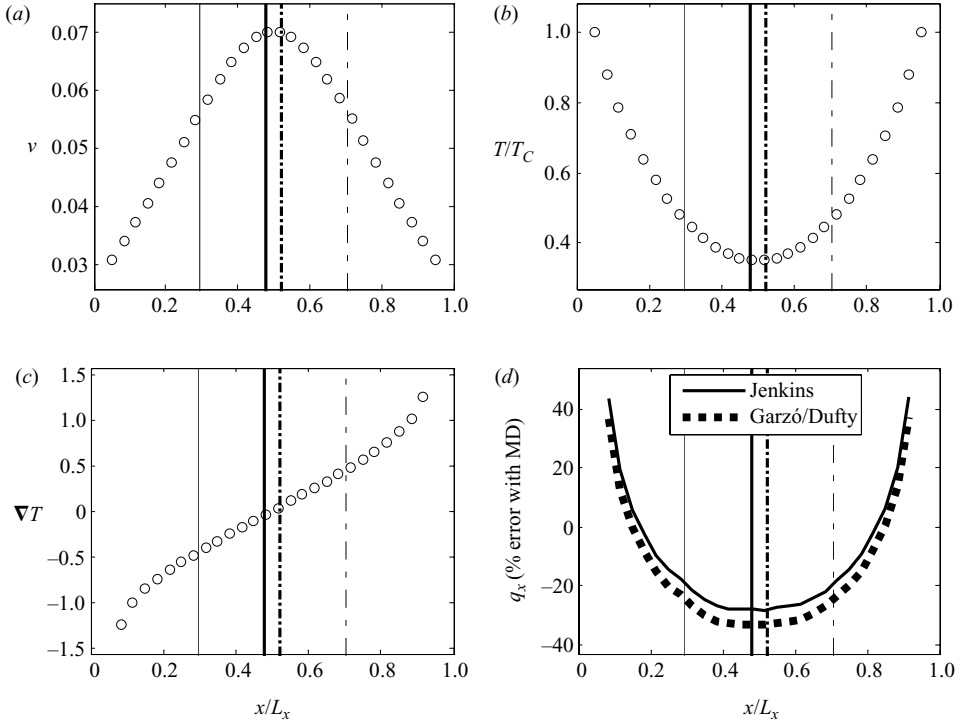 (a)
0.07
0.06
0.05
0.04
0.03
ν
0 0.2 0.4 0.6 0.8 1.0
(b)
1.0
0.8
0.6
0.4
T/T_C
0 0.2 0.4 0.6 0.8 1.0
(c)
1.5
1.0
0.5
0
–0.5
–1.0
–1.5
∇T
0 0.2 0.4 0.6 0.8 1.0
x/L_x
(d)
40
20
0
–20
–40
q_x (% error with MD)
Jenkins
Garzó/Dufty
0 0.2 0.4 0.6 0.8 1.0
x/L_x